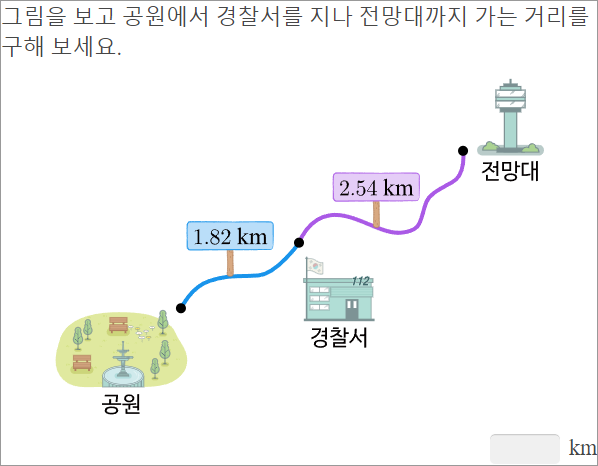 그림을 보고 공원에서 경찰서를 지나 전망대까지 가는 거리를
구해 보세요.
전망대
2.54 km
1.82 km
112
경찰서
공원
km